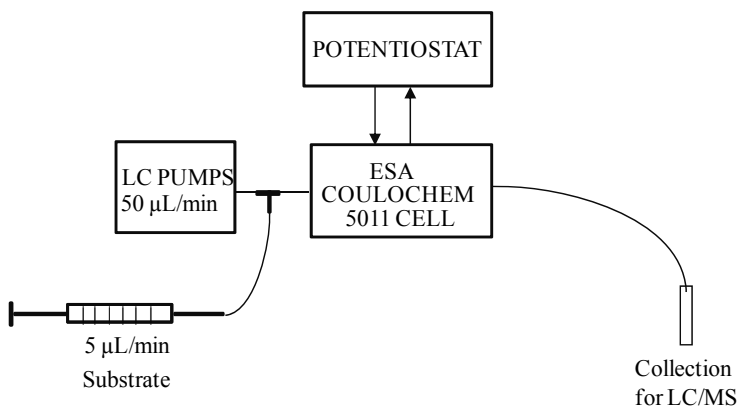 POTENTIOSTAT
LC PUMPS
50 μL/min
ESA
COULOCHEM
5011 CELL
5 μL/min
Substrate
Collection
for LC/MS